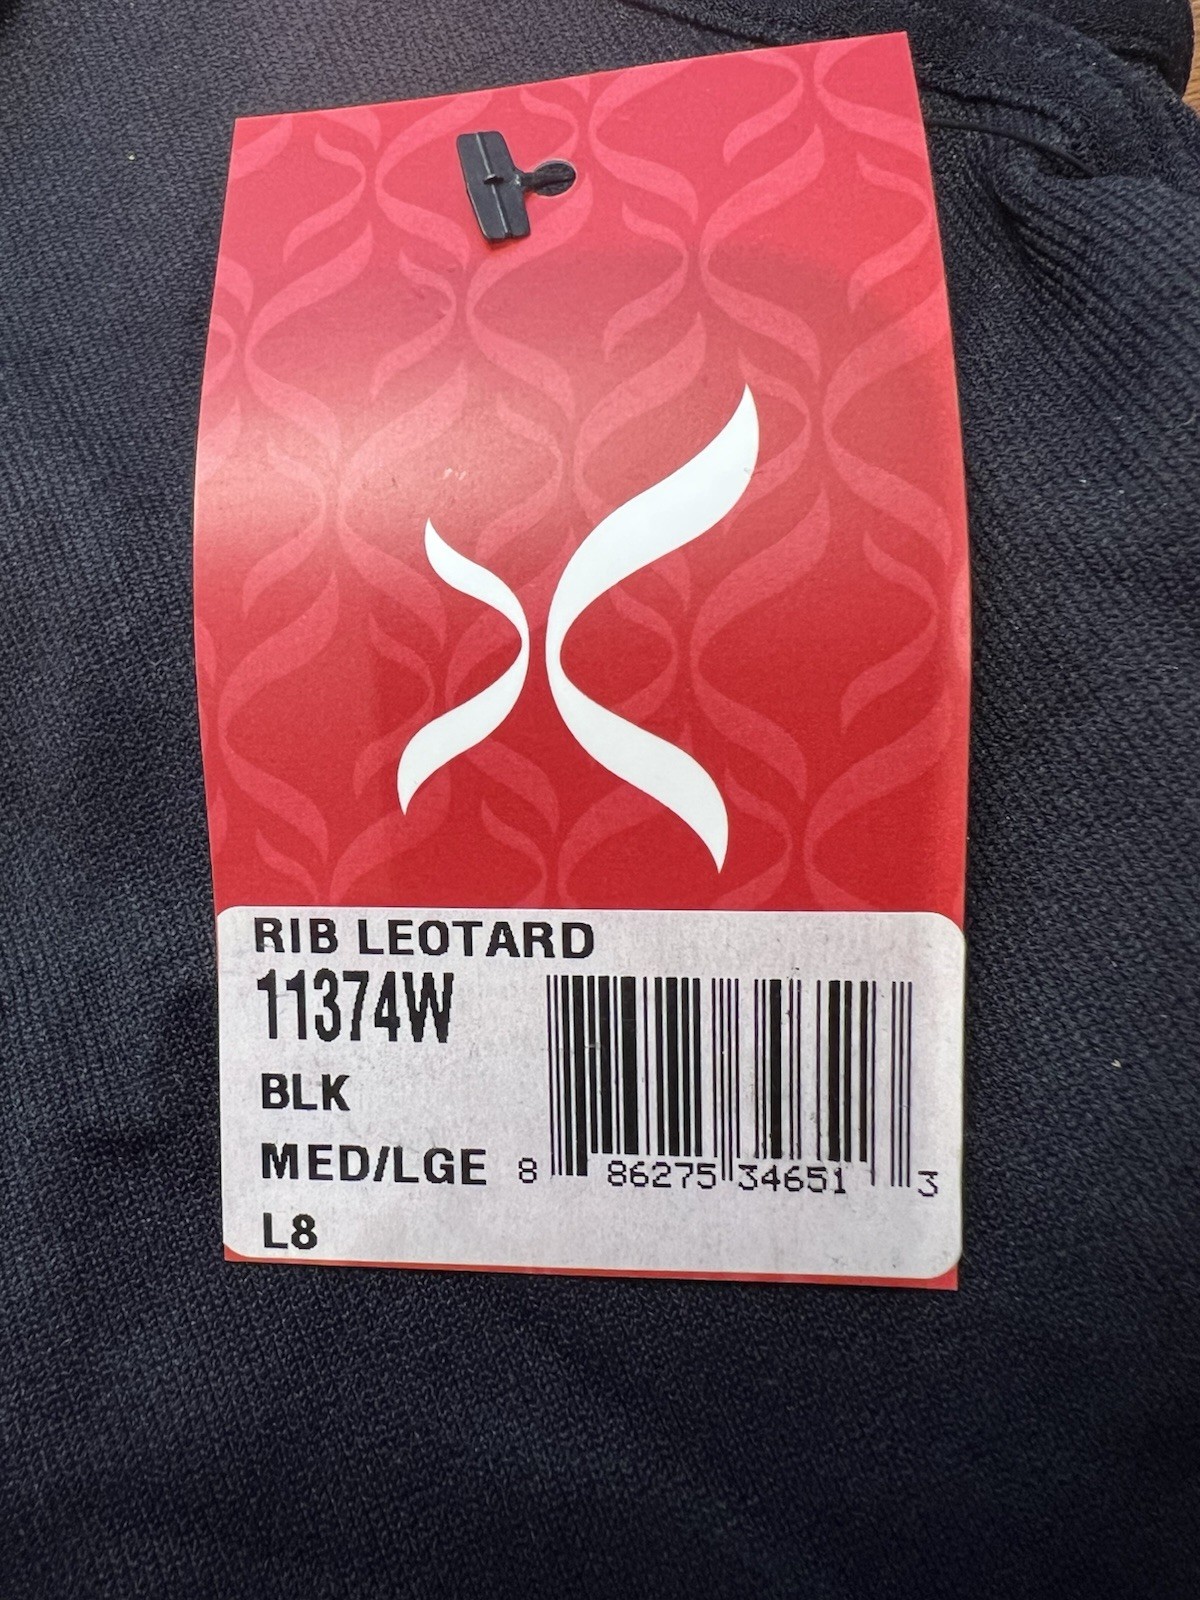 RIB LEOTARD
11374W
BLK
MED/LGE
L8
8 86275 34651 3